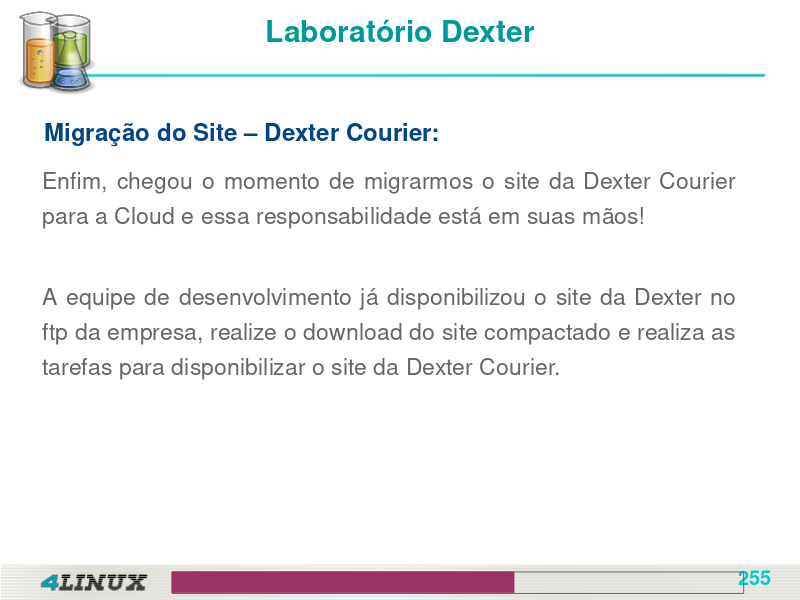 Laboratório Dexter
Migração do Site – Dexter Courier:
Enfim, chegou o momento de migrarmos o site da Dexter Courier
para a Cloud e essa responsabilidade está em suas mãos!
A equipe de desenvolvimento já disponibilizou o site da Dexter no
ftp da empresa, realize o download do site compactado e realiza as
tarefas para disponibilizar o site da Dexter Courier.
4LINUX
255